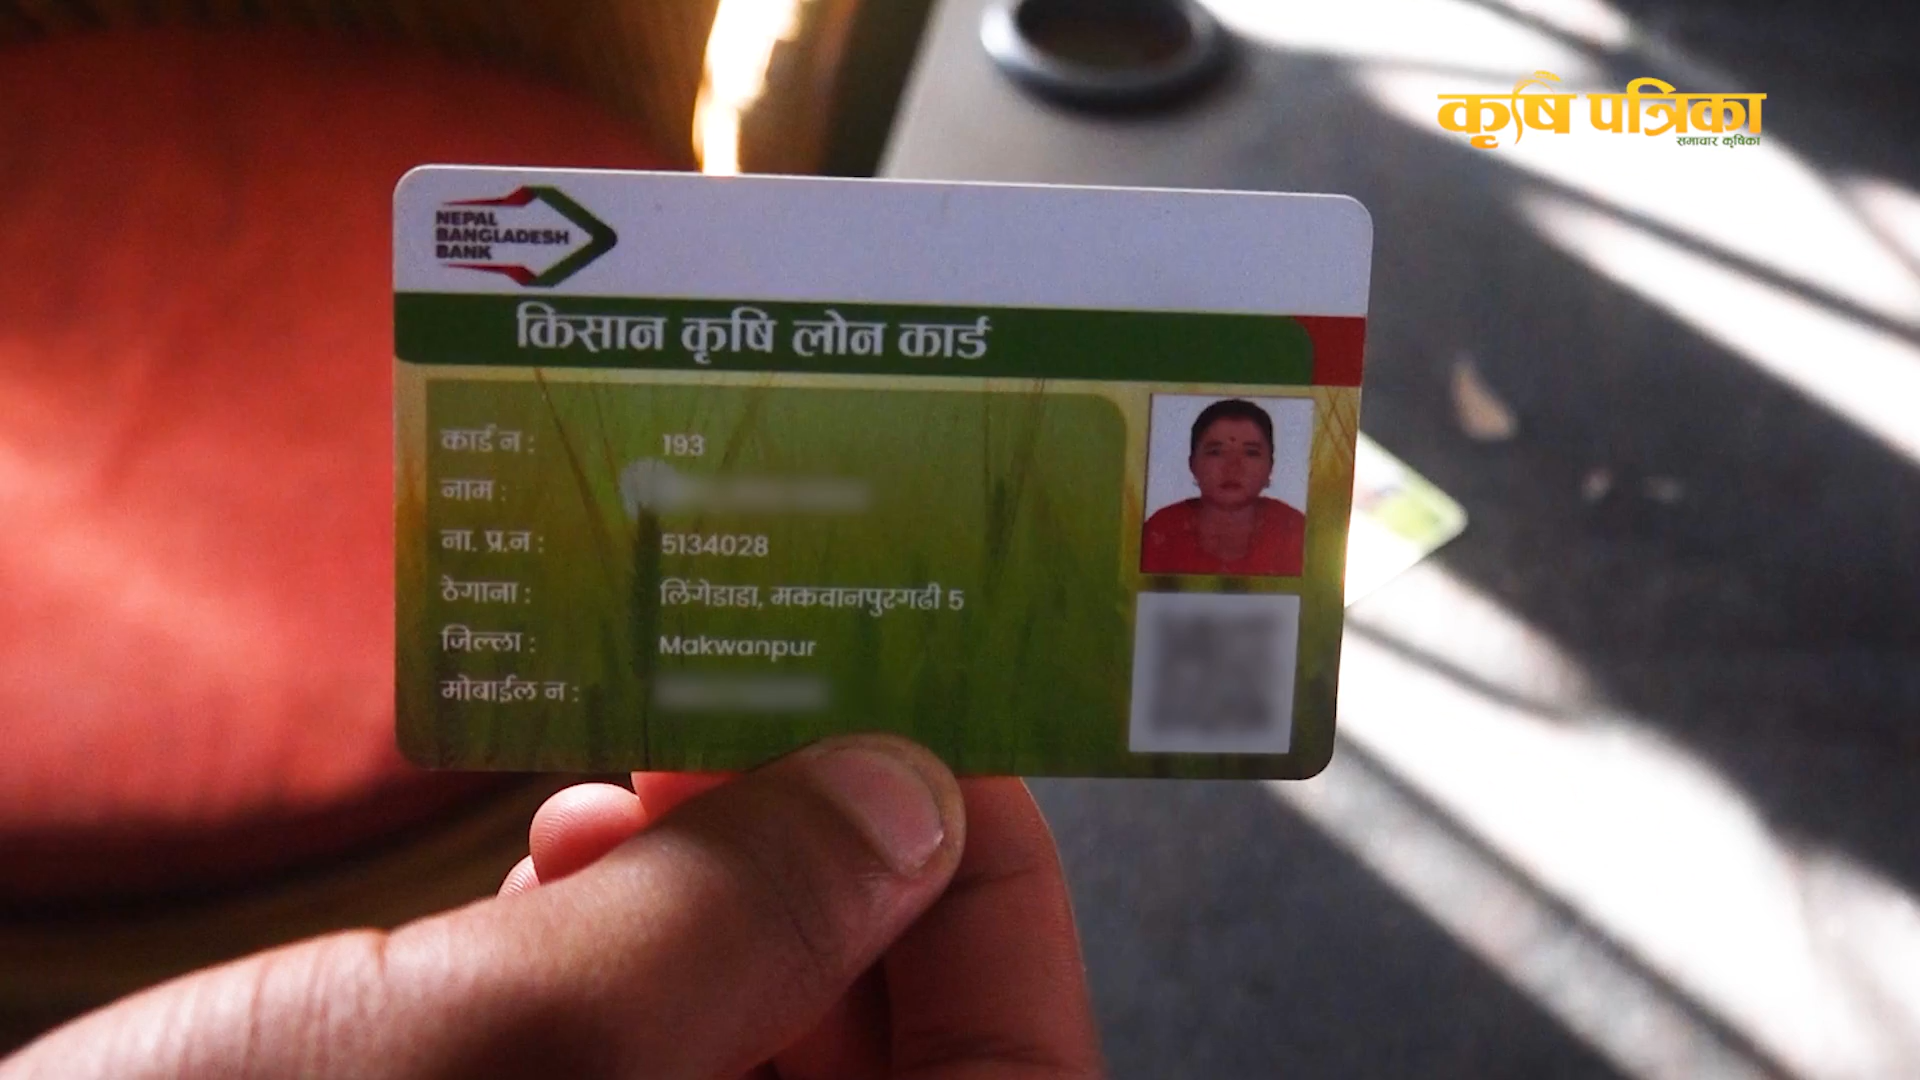 कृषि पत्रिका
समाचार कृषिका
NEPAL
BANGLADESH
BANK
किसान कृषि लोन कार्ड
कार्ड न : 193
नाम :
ना. प्र.न : 5134028
ठेगाना : लिंगेडाडा, मकवानपुरगढी 5
जिल्ला : Makwanpur
मोबाईल न :